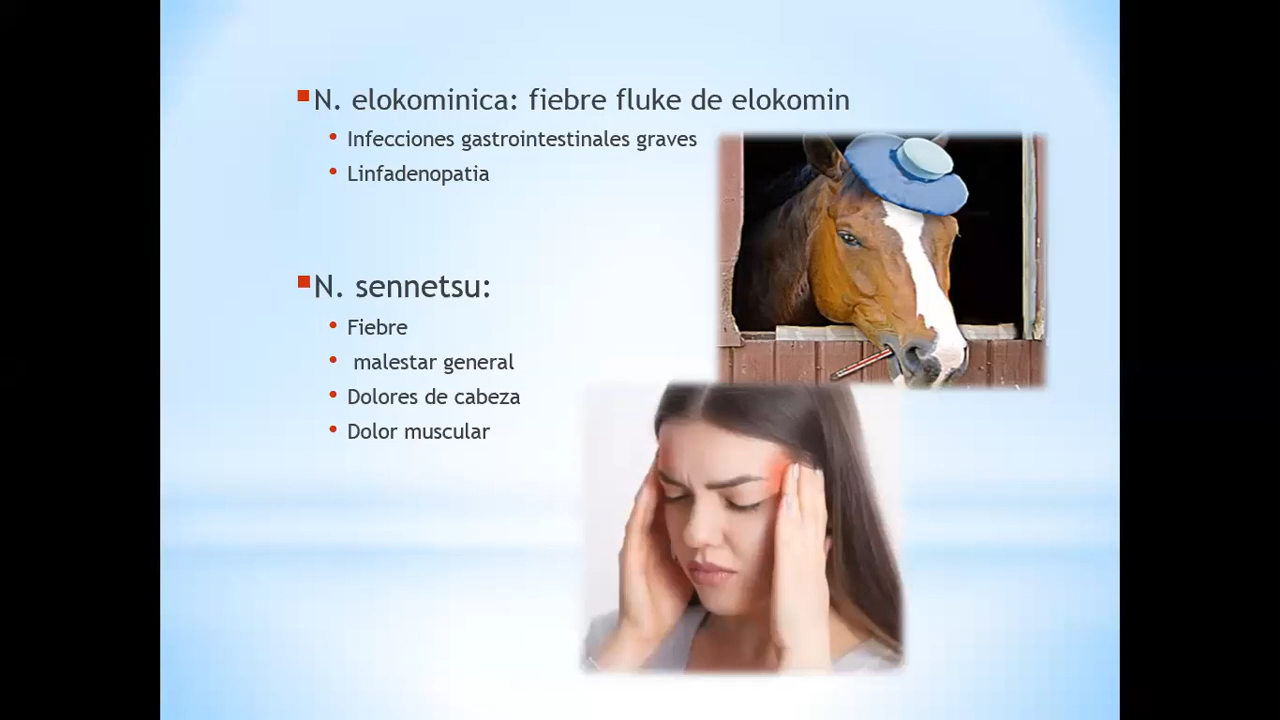 N. elokominica: fiebre fluke de elokomin
Infecciones gastrointestinales graves
Linfadenopatia
N. sennetsu:
Fiebre
malestar general
Dolores de cabeza
Dolor muscular